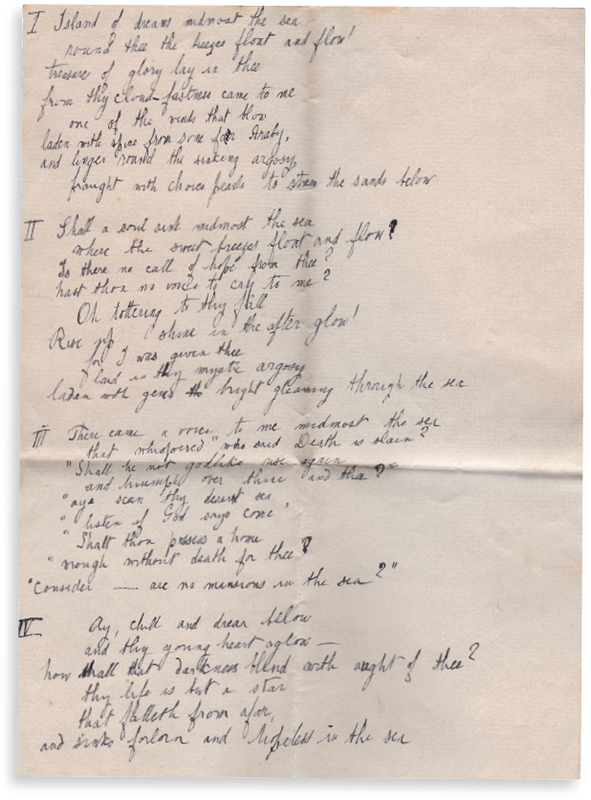 I Island of dreams midmost the sea
round thee the breezes float and flow!
treasures of glory lay in thee
from thy cloud-fastness came to me
one of the winds that blow
laden with spice from some far Araby,
and linger round the sinking argosy
fraught with choice pearls to strew the sands below
II Shall a soul sink midmost the sea
where the sweet breezes float and flow?
Is there no call of hope from thee?
hast thou no voice to cry to me?
Oh tottering to thy fall
Rise up shine in the after glow!
for I was given thee
I laid in thy mystic argosy
laden with gems bright gleaming through the sea
III There came a voice to me midmost the sea
that whispered "who said Death is slain?
"Shall he not godlike rise again
and triumph over thine and thee?"
"aye scan thy desert sea
"listen if God says come,
"Shalt thou possess a home
"wrought without death for thee?
"Consider — are no mansions in the sea?"
IV Ay, chill and drear below
and thy young heart aglow —
how shall that darkness blend with aught of thee?
thy life is but a star
that falleth from afar,
and sinks forlorn and hopeless in the sea